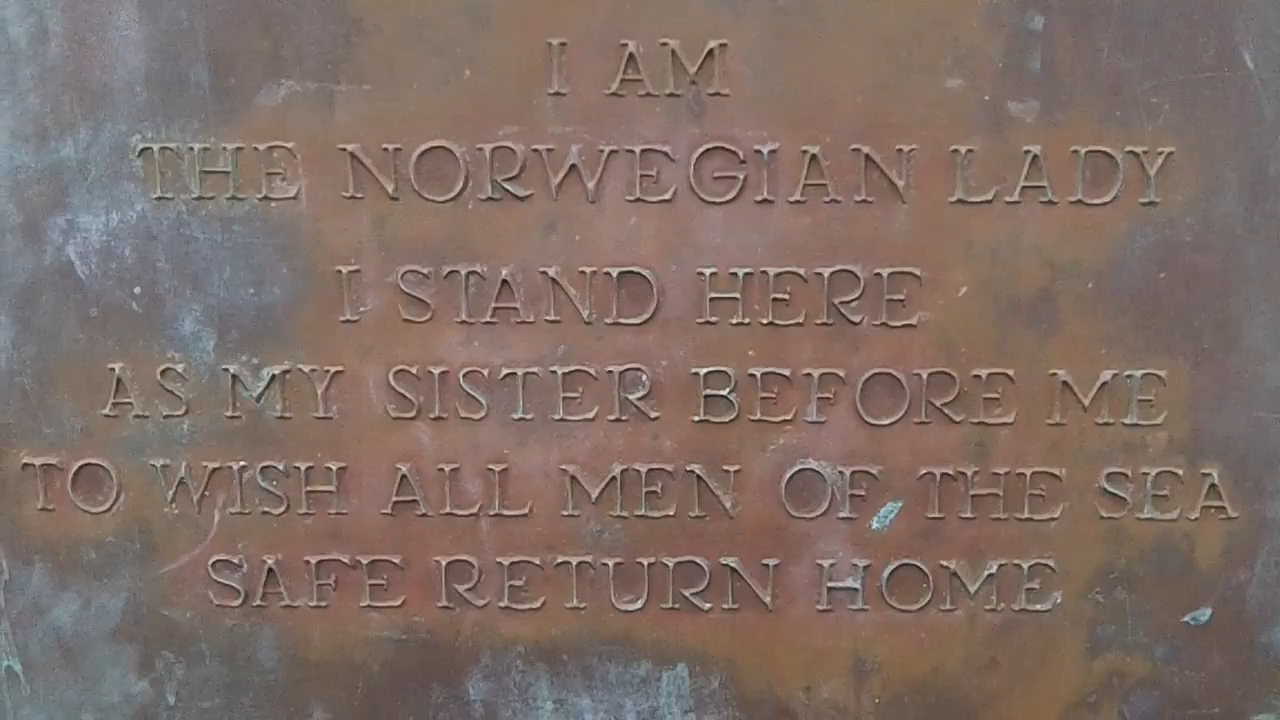 I AM
THE NORWEGIAN LADY
I STAND HERE
AS MY SISTER BEFORE ME
TO WISH ALL MEN OF THE SEA
SAFE RETURN HOME